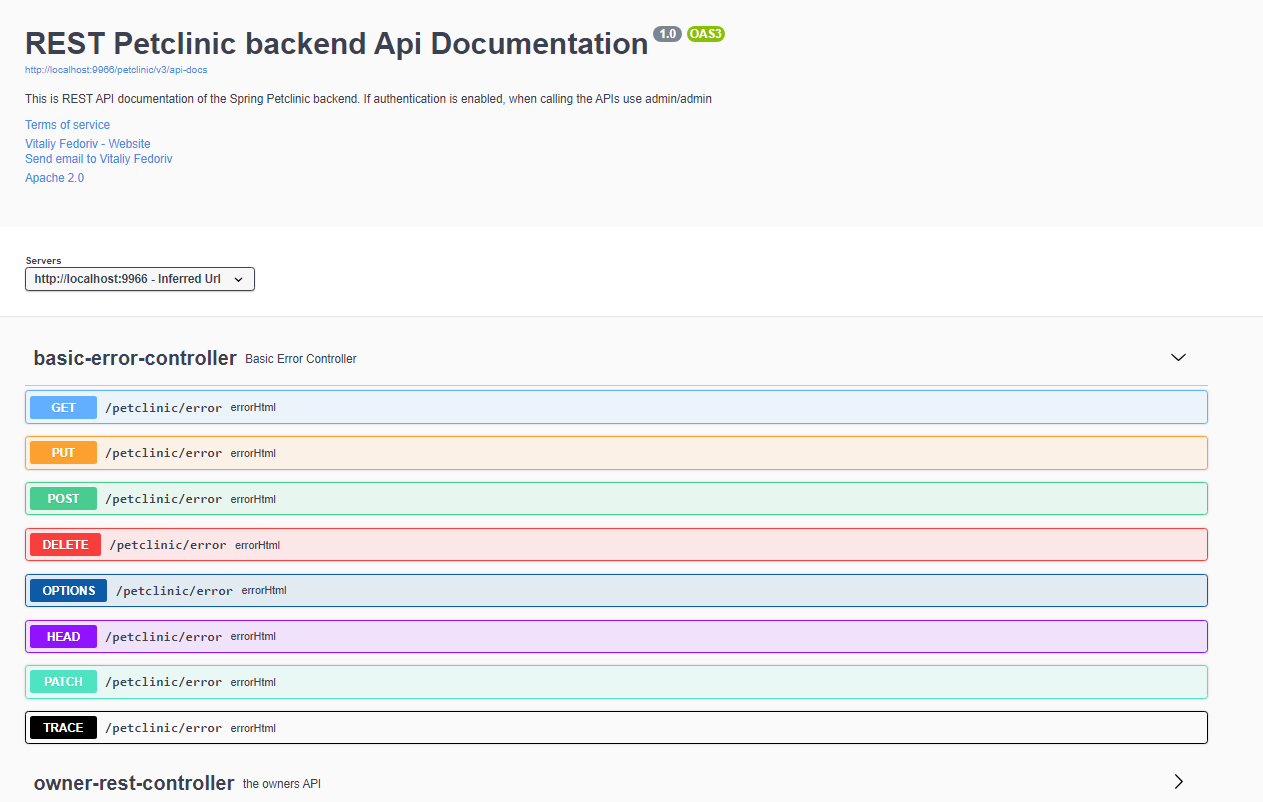 REST Petclinic backend Api Documentation 1.0 OAS3
http://localhost:9966/petclinic/v3/api-docs
This is REST API documentation of the Spring Petclinic backend. If authentication is enabled, when calling the APIs use admin/admin
Terms of service
Vitaliy Fedoriv - Website
Send email to Vitaliy Fedoriv
Apache 2.0
Servers
http://localhost:9966 - Inferred Url
basic-error-controller Basic Error Controller
GET /petclinic/error errorHtml
PUT /petclinic/error errorHtml
POST /petclinic/error errorHtml
DELETE /petclinic/error errorHtml
OPTIONS /petclinic/error errorHtml
HEAD /petclinic/error errorHtml
PATCH /petclinic/error errorHtml
TRACE /petclinic/error errorHtml
owner-rest-controller the owners API